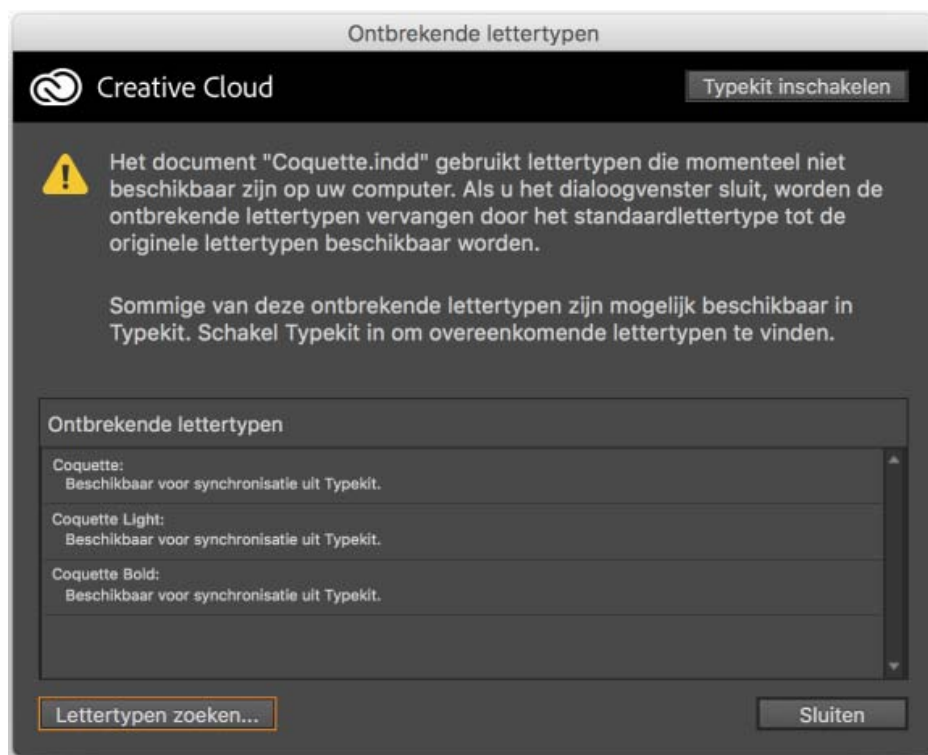 Ontbrekende lettertypen
Creative Cloud
Typekit inschakelen
Het document "Coquette.indd" gebruikt lettertypen die momenteel niet
beschikbaar zijn op uw computer. Als u het dialoogvenster sluit, worden de
ontbrekende lettertypen vervangen door het standaardlettertype tot de
originele lettertypen beschikbaar worden.
Sommige van deze ontbrekende lettertypen zijn mogelijk beschikbaar in
Typekit. Schakel Typekit in om overeenkomende lettertypen te vinden.
Ontbrekende lettertypen
Coquette:
Beschikbaar voor synchronisatie uit Typekit.
Coquette Light:
Beschikbaar voor synchronisatie uit Typekit.
Coquette Bold:
Beschikbaar voor synchronisatie uit Typekit.
Lettertypen zoeken...
Sluiten